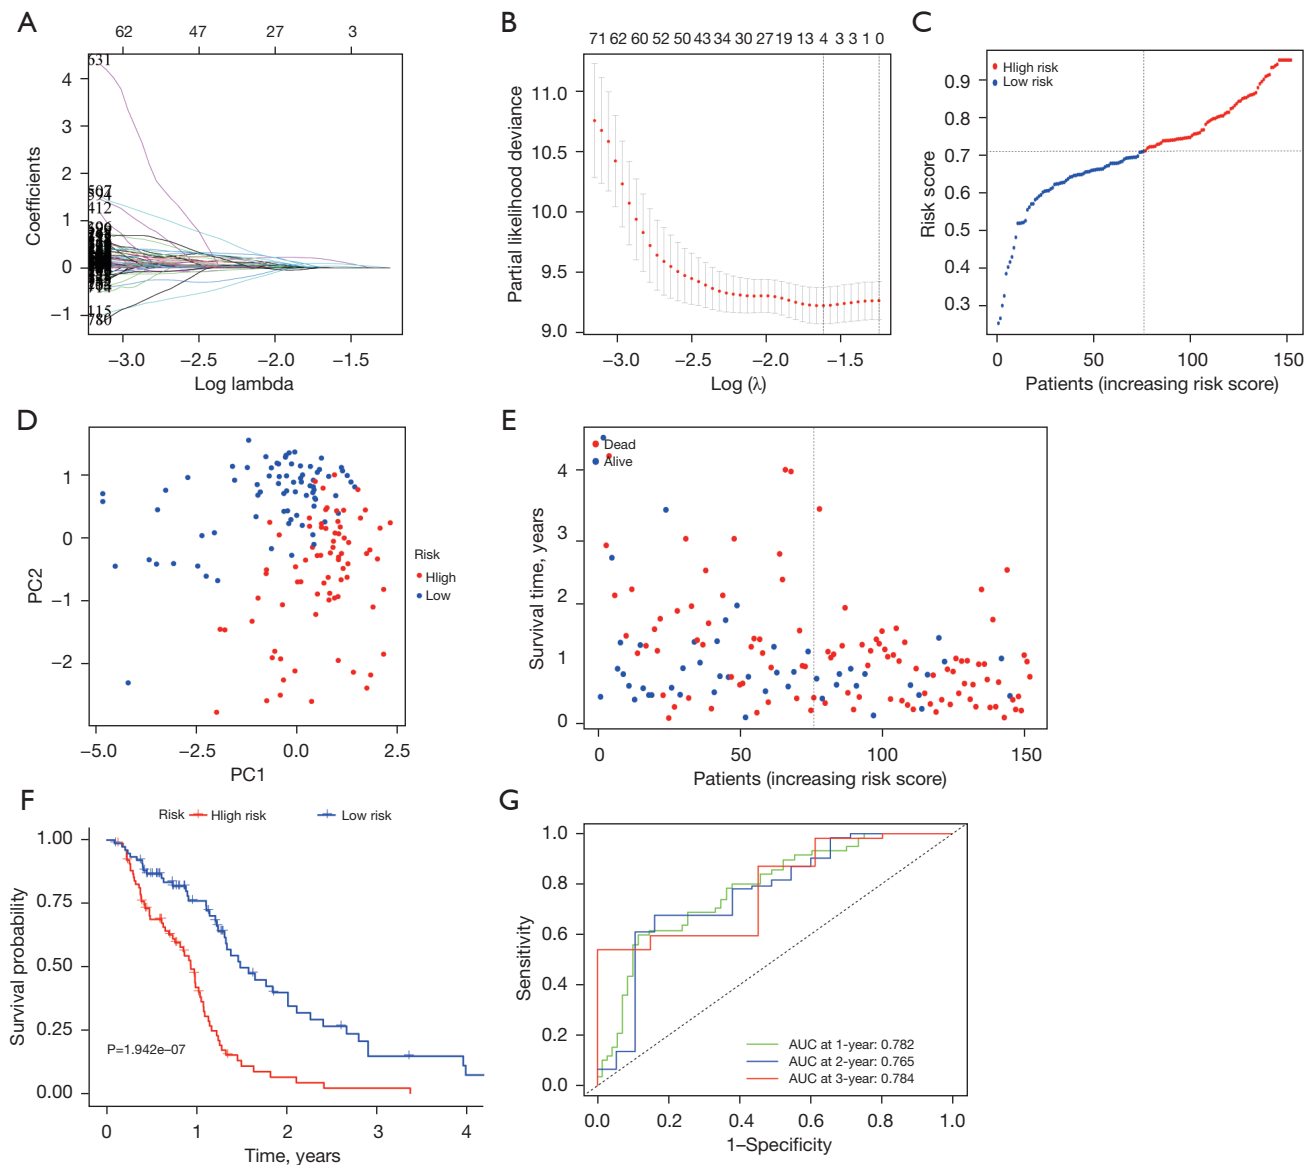 A
62 47 27 3
531
507
594
412
396
714
115
780
4
3
2
1
0
−1
Coefficients
−3.0 −2.5 −2.0 −1.5
Log lambda
B
71 62 60 52 50 43 34 30 27 19 13 4 3 3 1 0
11.0
10.5
10.0
9.5
9.0
Partial likelihood deviance
−3.0 −2.5 −2.0 −1.5
Log (λ)
C
HIigh risk
Low risk
0.9
0.8
0.7
0.6
0.5
0.4
0.3
Risk score
0 50 100 150
Patients (increasing risk score)
D
1
0
−1
−2
PC2
−5.0 −2.5 0.0 2.5
PC1
Risk
HIigh
Low
E
Dead
Alive
4
3
2
1
0
Survival time, years
0 50 100 150
Patients (increasing risk score)
F
Risk HIigh risk Low risk
1.00
0.75
0.50
0.25
0.00
Survival probability
P=1.942e−07
0 1 2 3 4
Time, years
G
1.0
0.8
0.6
0.4
0.2
0.0
Sensitivity
AUC at 1-year: 0.782
AUC at 2-year: 0.765
AUC at 3-year: 0.784
0.0 0.2 0.4 0.6 0.8 1.0
1−Specificity